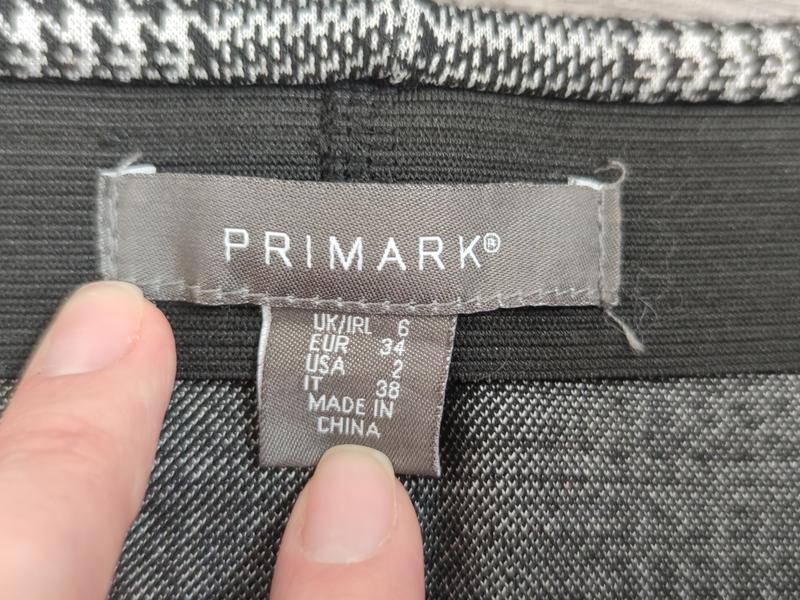 PRIMARK®
UK/IRL 6
EUR 34
USA 2
IT 38
MADE IN
CHINA